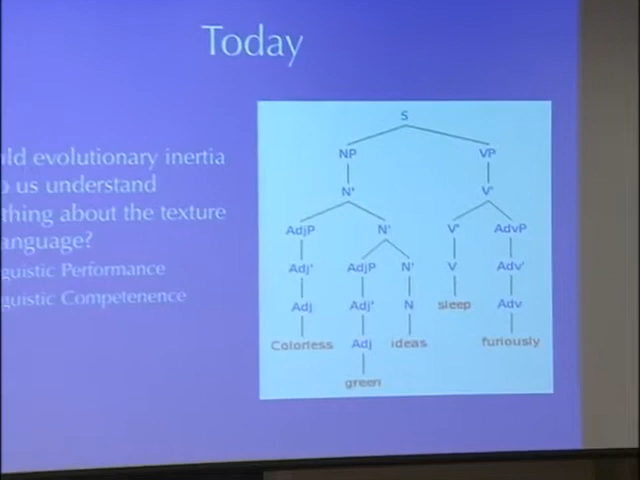 Today
ld evolutionary inertia
us understand
thing about the texture
anguage?
guistic Performance
guistic Competenence
S
NP VP
N' V'
AdjP N' V' AdvP
Adj' AdjP N' V Adv'
Adj Adj' N sleep Adv
Colorless Adj ideas furiously
green